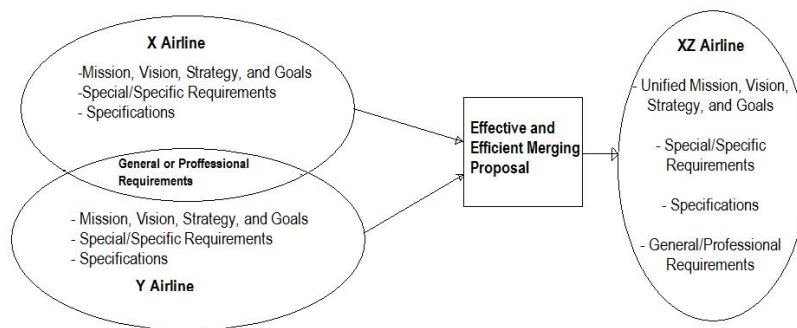 X Airline
-Mission, Vision, Strategy, and Goals
-Special/Specific Requirements
- Specifications
General or Proffessional
Requirements
- Mission, Vision, Strategy, and Goals
- Special/Specific Requirements
- Specifications
Y Airline
Effective and
Efficient Merging
Proposal
XZ Airline
- Unified Mission, Vision,
Strategy, and Goals
- Special/Specific
Requirements
- Specifications
- General/Professional
Requirements